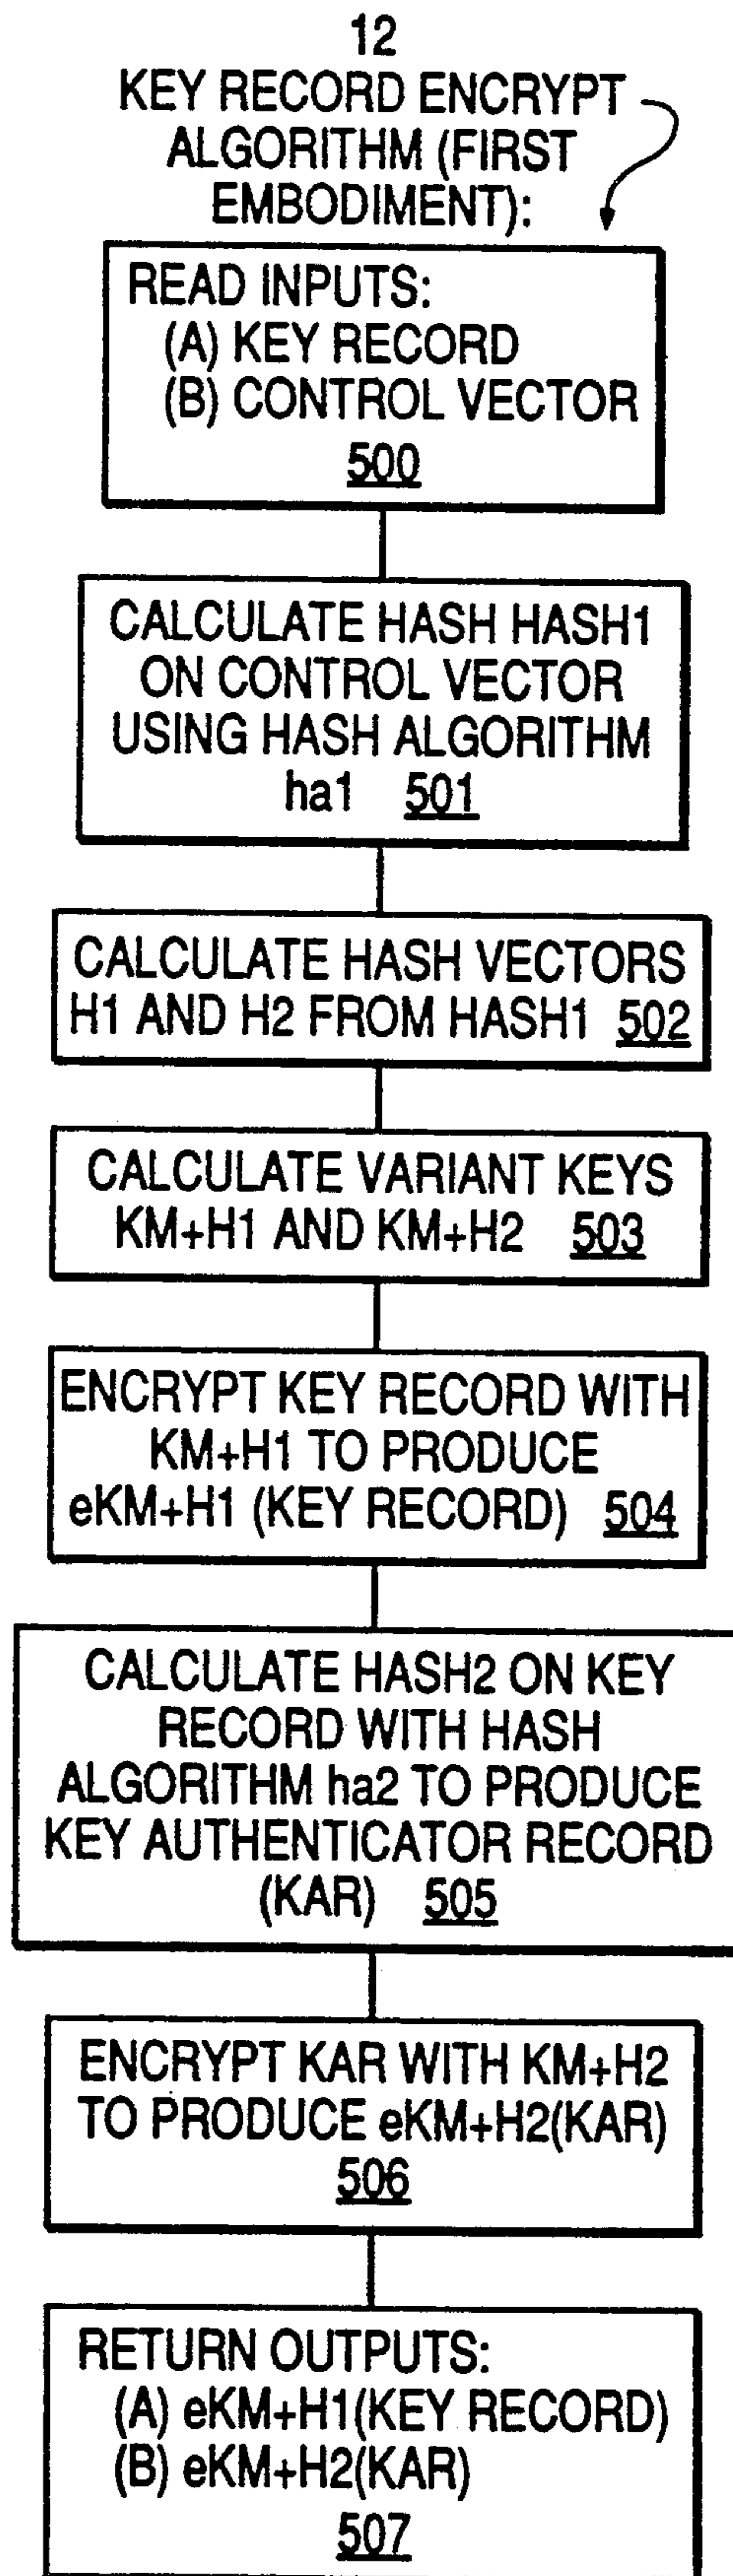 12
KEY RECORD ENCRYPT
ALGORITHM (FIRST
EMBODIMENT):
READ INPUTS:
(A) KEY RECORD
(B) CONTROL VECTOR
500
CALCULATE HASH HASH1
ON CONTROL VECTOR
USING HASH ALGORITHM
ha1 501
CALCULATE HASH VECTORS
H1 AND H2 FROM HASH1 502
CALCULATE VARIANT KEYS
KM+H1 AND KM+H2 503
ENCRYPT KEY RECORD WITH
KM+H1 TO PRODUCE
eKM+H1 (KEY RECORD) 504
CALCULATE HASH2 ON KEY
RECORD WITH HASH
ALGORITHM ha2 TO PRODUCE
KEY AUTHENTICATOR RECORD
(KAR) 505
ENCRYPT KAR WITH KM+H2
TO PRODUCE eKM+H2(KAR)
506
RETURN OUTPUTS:
(A) eKM+H1(KEY RECORD)
(B) eKM+H2(KAR)
507